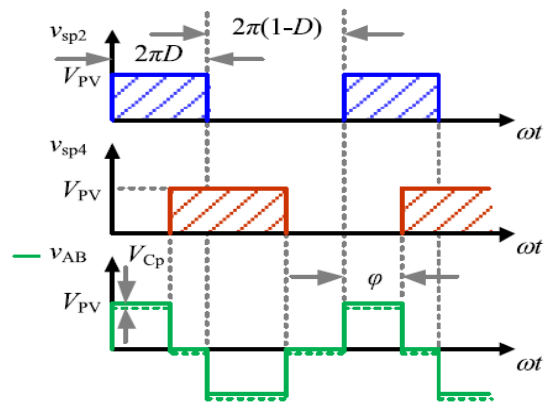 v_sp2 2π(1-D)
2πD
V_PV
ωt
v_sp4
V_PV
ωt
v_AB V_Cp
V_PV φ
ωt